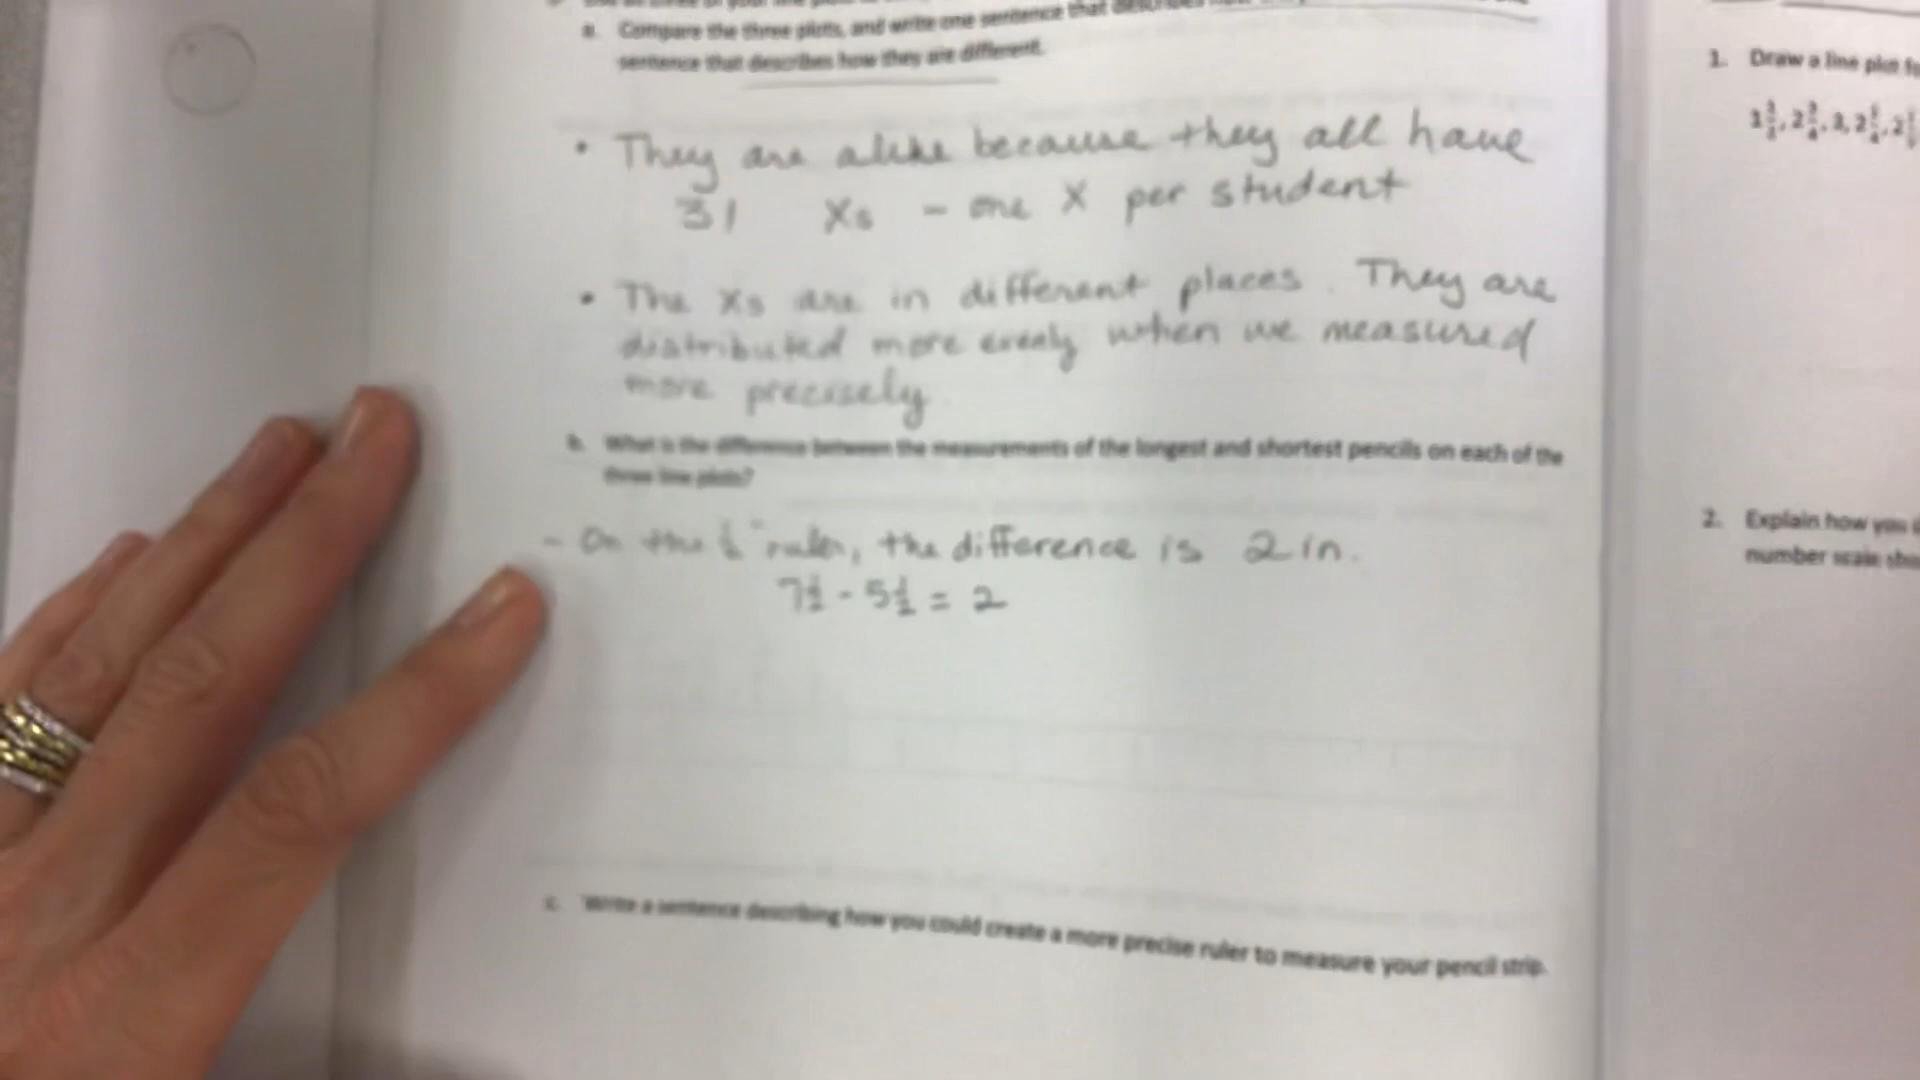 a. Compare the three plots, and write one sentence that describes
sentence that describes how they are different.
• They are alike because they all have
31 Xs - one X per student
• The Xs are in different places. They are
distributed more evenly when we measured
more precisely
b. What is the difference between the measurements of the longest and shortest pencils on each of the
three line plots?
- On the ½" ruler, the difference is 2 in.
7½ - 5½ = 2
c. Write a sentence describing how you could create a more precise ruler to measure your pencil strip.
1. Draw a line plot
2. Explain how you
number scale